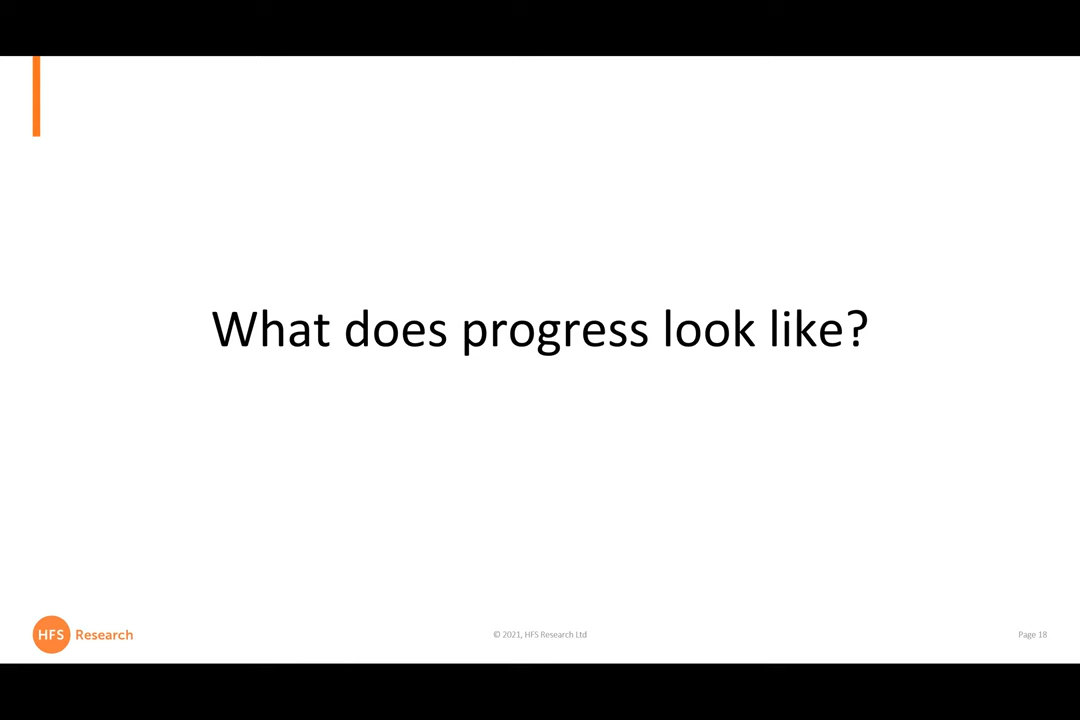 What does progress look like?
HFS Research
© 2021, HFS Research Ltd
Page 18